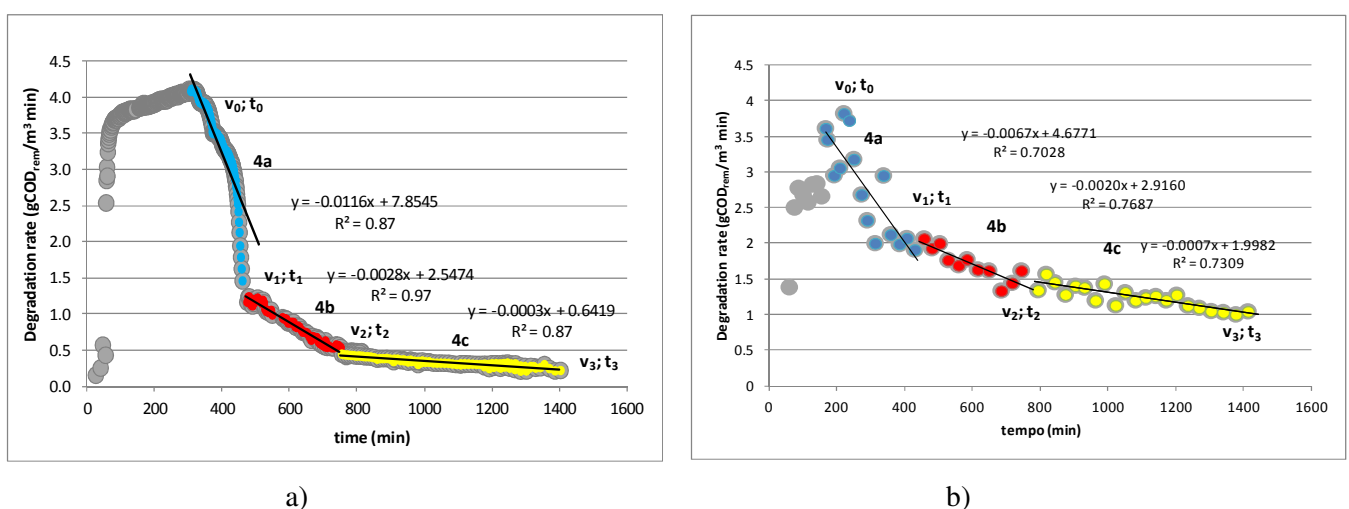 4.5
4.0
3.5
3.0
2.5
2.0
1.5
1.0
0.5
0.0
0 200 400 600 800 1000 1200 1400 1600
Degradation rate (gCODrem/m³ min)
time (min)
v0; t0
4a
y = -0.0116x + 7.8545
R² = 0.87
v1; t1
y = -0.0028x + 2.5474
R² = 0.97
4b
v2; t2
y = -0.0003x + 0.6419
R² = 0.87
4c
v3; t3
a)
4.5
4
3.5
3
2.5
2
1.5
1
0.5
0
0 200 400 600 800 1000 1200 1400 1600
Degradation rate (gCODrem/m³ min)
tempo (min)
v0; t0
4a
y = -0.0067x + 4.6771
R² = 0.7028
v1; t1
y = -0.0020x + 2.9160
R² = 0.7687
4b
v2; t2
4c
y = -0.0007x + 1.9982
R² = 0.7309
v3; t3
b)